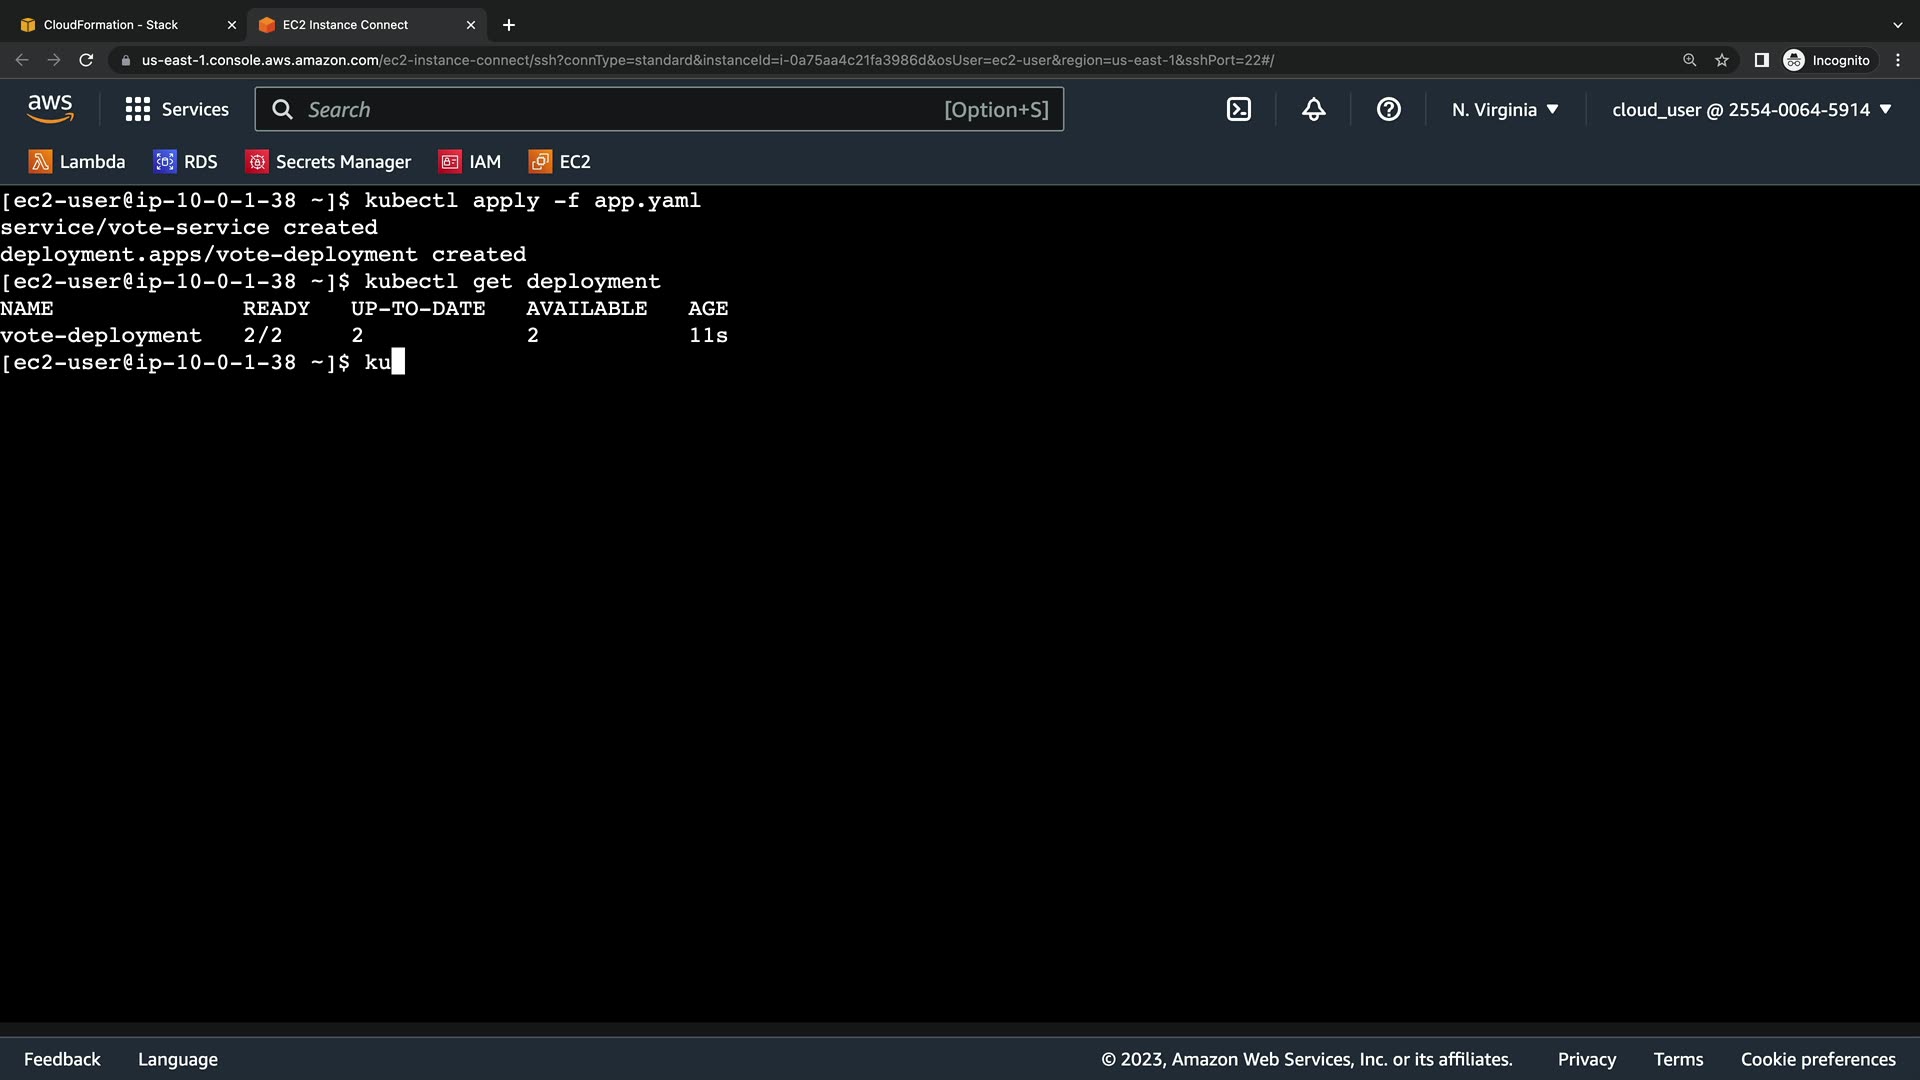 CloudFormation - Stack
EC2 Instance Connect
us-east-1.console.aws.amazon.com/ec2-instance-connect/ssh?connType=standard&instanceId=i-0a75aa4c21fa3986d&osUser=ec2-user&region=us-east-1&sshPort=22#/
Incognito
aws
Services
Search
[Option+S]
N. Virginia
cloud_user @ 2554-0064-5914
Lambda
RDS
Secrets Manager
IAM
EC2
[ec2-user@ip-10-0-1-38 ~]$ kubectl apply -f app.yaml
service/vote-service created
deployment.apps/vote-deployment created
[ec2-user@ip-10-0-1-38 ~]$ kubectl get deployment
NAME READY UP-TO-DATE AVAILABLE AGE
vote-deployment 2/2 2 2 11s
[ec2-user@ip-10-0-1-38 ~]$ ku
Feedback
Language
© 2023, Amazon Web Services, Inc. or its affiliates.
Privacy
Terms
Cookie preferences